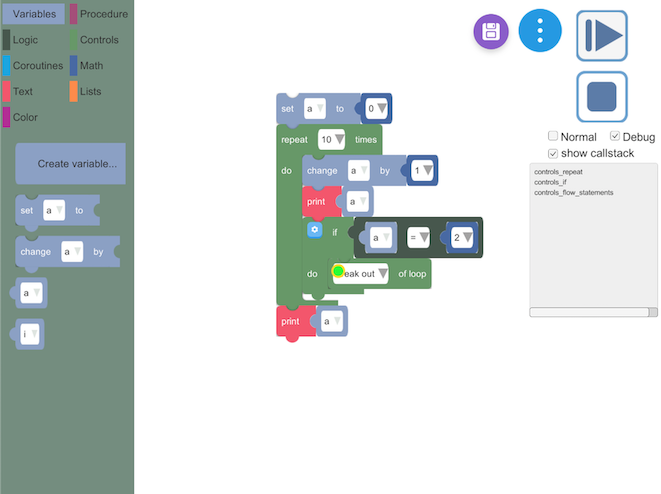 Variables
Procedure
Logic
Controls
Coroutines
Math
Text
Lists
Color
Create variable...
set a to
change a by
a
i
set a to 0
repeat 10 times
do change a by 1
print a
if a = 2
do eak out of loop
print a
Normal
Debug
show callstack
controls_repeat
controls_if
controls_flow_statements